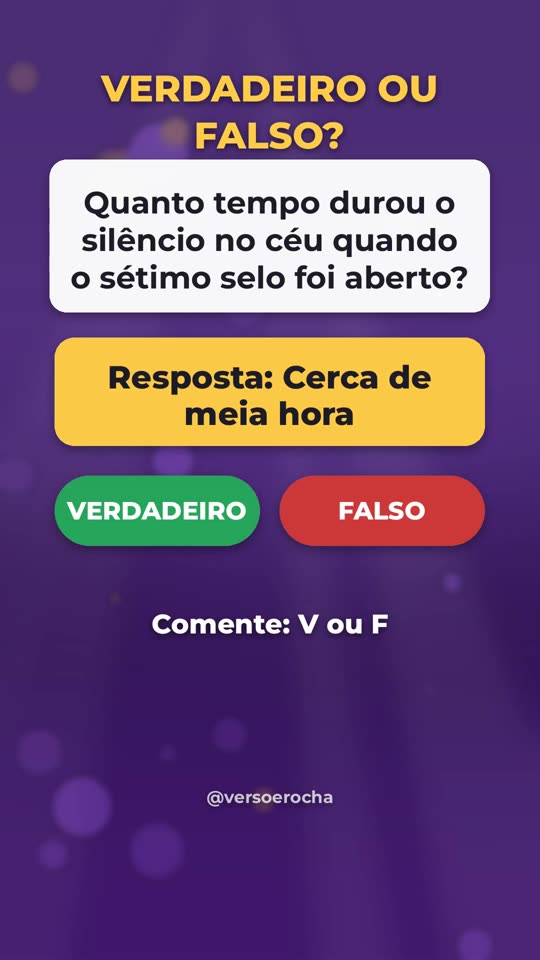 VERDADEIRO OU
FALSO?
Quanto tempo durou o
silêncio no céu quando
o sétimo selo foi aberto?
Resposta: Cerca de
meia hora
VERDADEIRO
FALSO
Comente: V ou F
@versoerocha